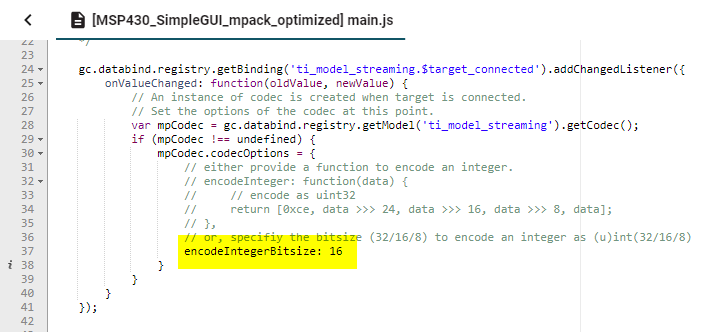 [MSP430_SimpleGUI_mpack_optimized] main.js
22 */
23
24 gc.databind.registry.getBinding('ti_model_streaming.$target_connected').addChangedListener({
25 onValueChanged: function(oldValue, newValue) {
26 // An instance of codec is created when target is connected.
27 // Set the options of the codec at this point.
28 var mpCodec = gc.databind.registry.getModel('ti_model_streaming').getCodec();
29 if (mpCodec !== undefined) {
30 mpCodec.codecOptions = {
31 // either provide a function to encode an integer.
32 // encodeInteger: function(data) {
33 // // encode as uint32
34 // return [0xce, data >>> 24, data >>> 16, data >>> 8, data];
35 // },
36 // or, specifiy the bitsize (32/16/8) to encode an integer as (u)int(32/16/8)
37 encodeIntegerBitsize: 16
i 38 }
39 }
40 }
41 });
42